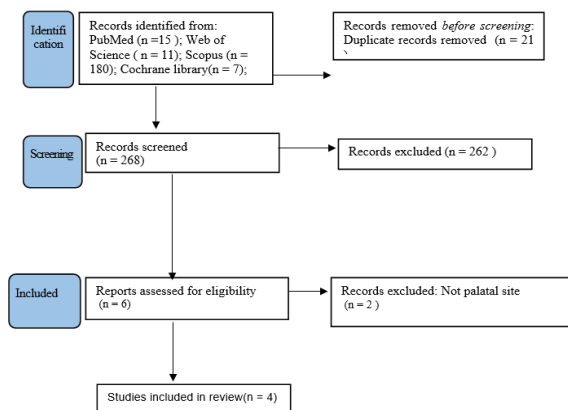 Identifi
cation
Records identified from:
PubMed (n =15 ); Web of
Science ( n = 11); Scopus (n =
180); Cochrane library(n = 7);
Records removed before screening:
Duplicate records removed (n = 21
)
Screening
Records screened
(n = 268)
Records excluded (n = 262 )
Included
Reports assessed for eligibility
(n = 6)
Records excluded: Not palatal site
(n = 2 )
Studies included in review(n = 4)